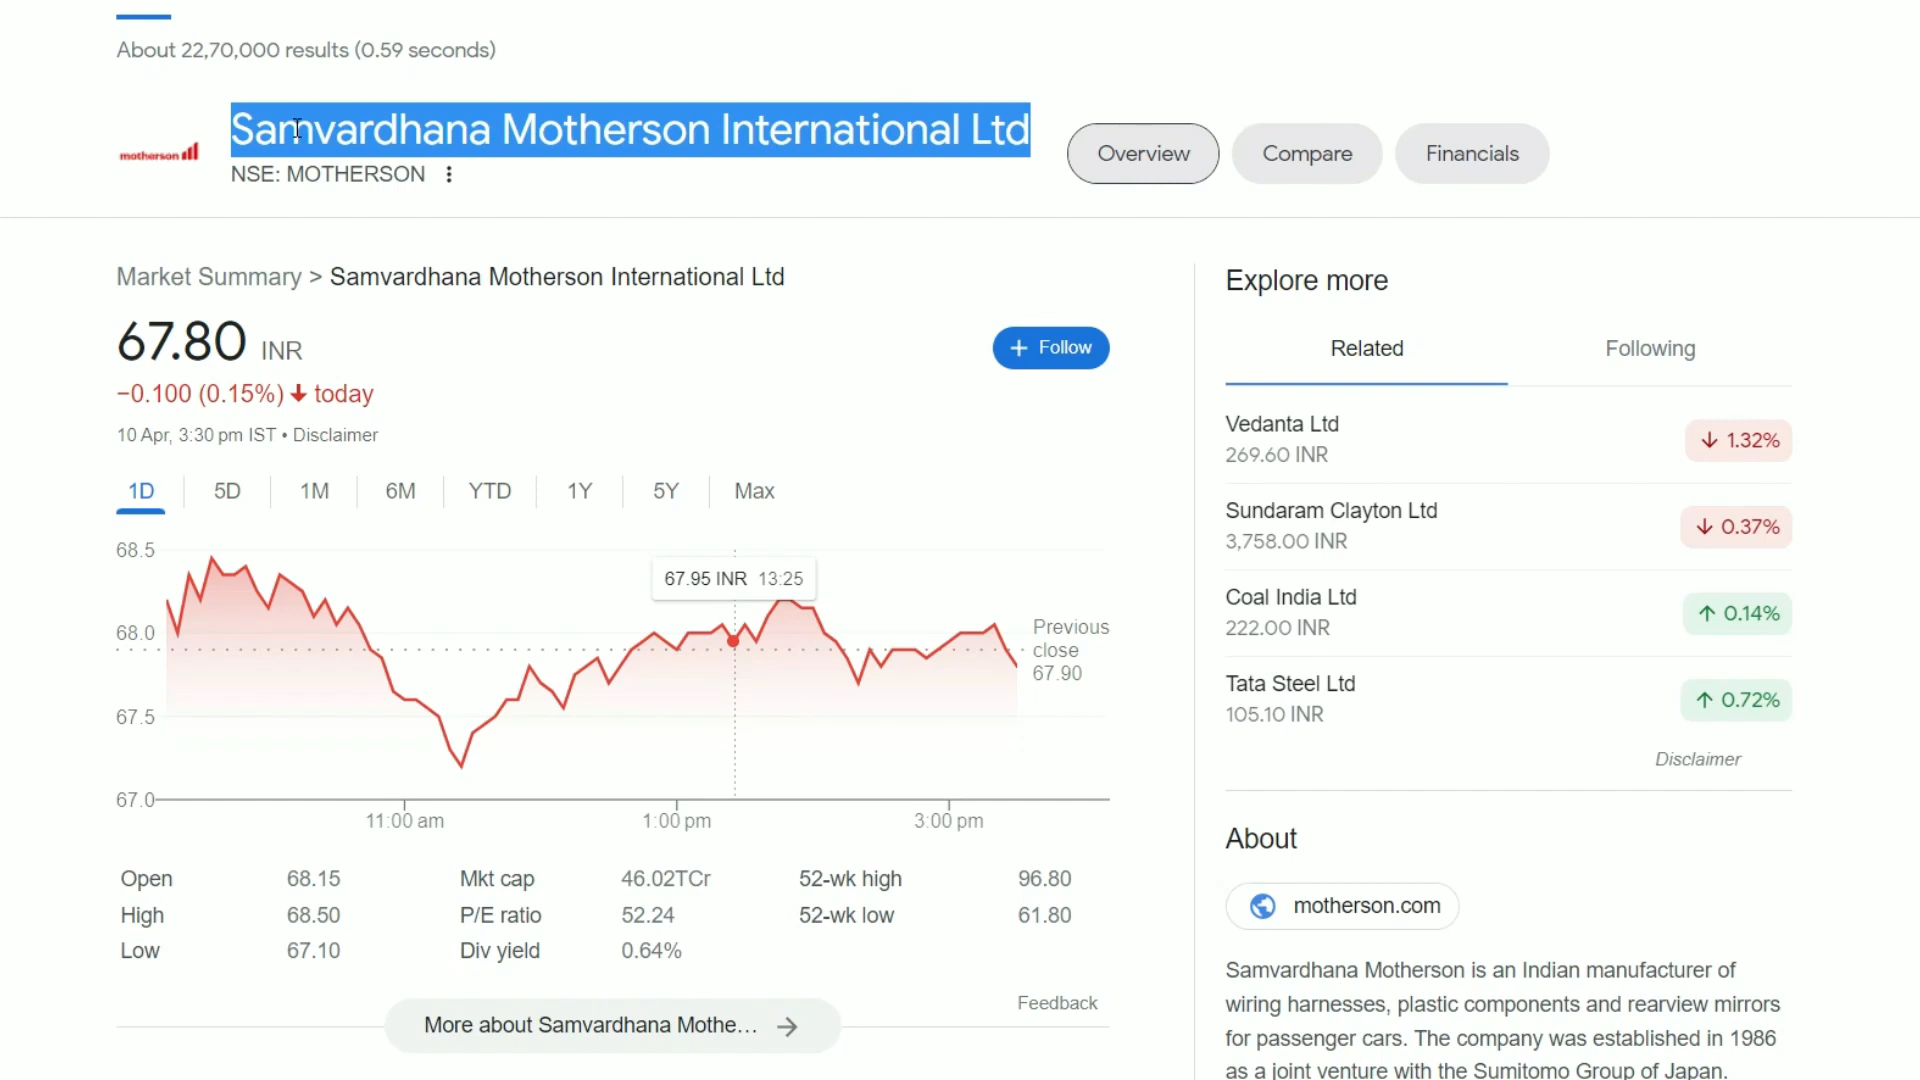 About 22,70,000 results (0.59 seconds)
motherson
Samvardhana Motherson International Ltd
NSE: MOTHERSON
Overview
Compare
Financials
Market Summary > Samvardhana Motherson International Ltd
67.80 INR
+ Follow
−0.100 (0.15%) ↓ today
10 Apr, 3:30 pm IST • Disclaimer
1D 5D 1M 6M YTD 1Y 5Y Max
68.5
68.0
67.5
67.0
67.95 INR 13:25
Previous
close
67.90
11:00 am 1:00 pm 3:00 pm
Open 68.15 Mkt cap 46.02TCr 52-wk high 96.80
High 68.50 P/E ratio 52.24 52-wk low 61.80
Low 67.10 Div yield 0.64%
Feedback
More about Samvardhana Mothe... →
Explore more
Related Following
Vedanta Ltd
269.60 INR
↓ 1.32%
Sundaram Clayton Ltd
3,758.00 INR
↓ 0.37%
Coal India Ltd
222.00 INR
↑ 0.14%
Tata Steel Ltd
105.10 INR
↑ 0.72%
Disclaimer
About
motherson.com
Samvardhana Motherson is an Indian manufacturer of
wiring harnesses, plastic components and rearview mirrors
for passenger cars. The company was established in 1986
as a joint venture with the Sumitomo Group of Japan.